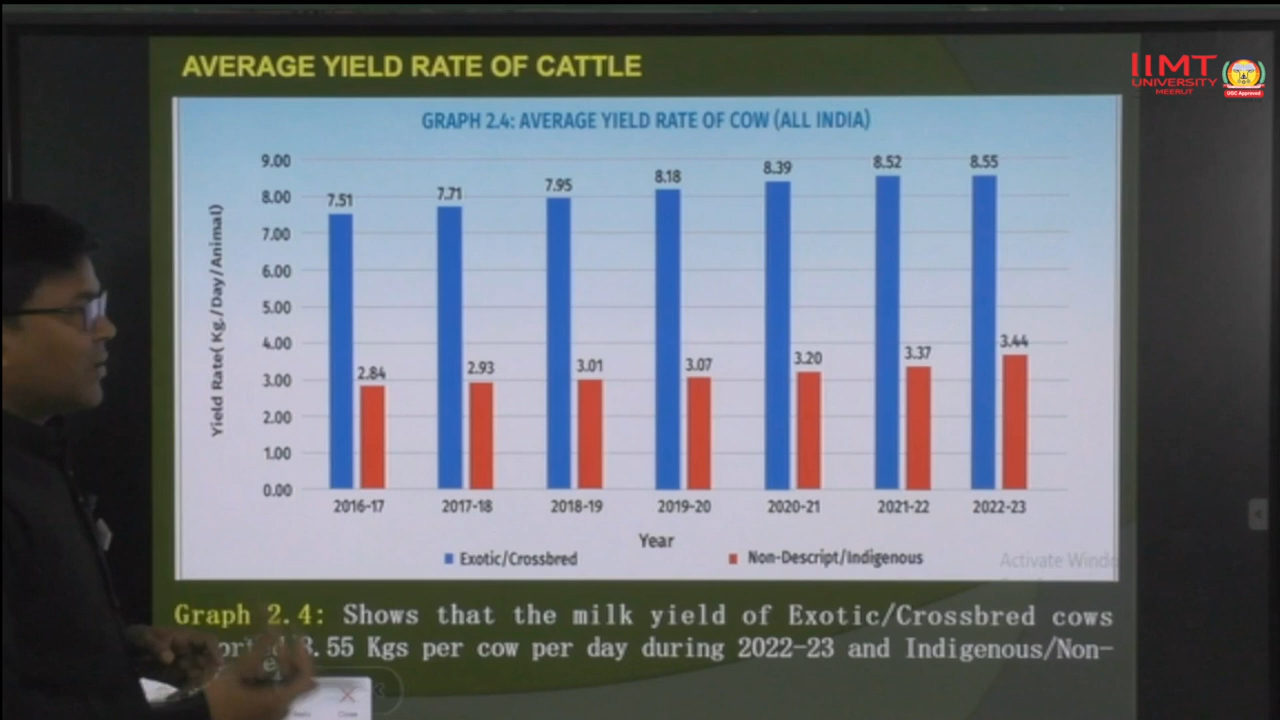 AVERAGE YIELD RATE OF CATTLE
IIMT
UNIVERSITY
MEERUT
UGC Approved
GRAPH 2.4: AVERAGE YIELD RATE OF COW (ALL INDIA)
Yield Rate( Kg./Day/Animal)
9.00
8.00
7.00
6.00
5.00
4.00
3.00
2.00
1.00
0.00
7.51 7.71 7.95 8.18 8.39 8.52 8.55
2.84 2.93 3.01 3.07 3.20 3.37 3.44
2016-17 2017-18 2018-19 2019-20 2020-21 2021-22 2022-23
Year
Exotic/Crossbred Non-Descript/Indigenous
Activate
Graph 2.4: Shows that the milk yield of Exotic/Crossbred cows
8.55 Kgs per cow per day during 2022-23 and Indigenous/Non-
Close